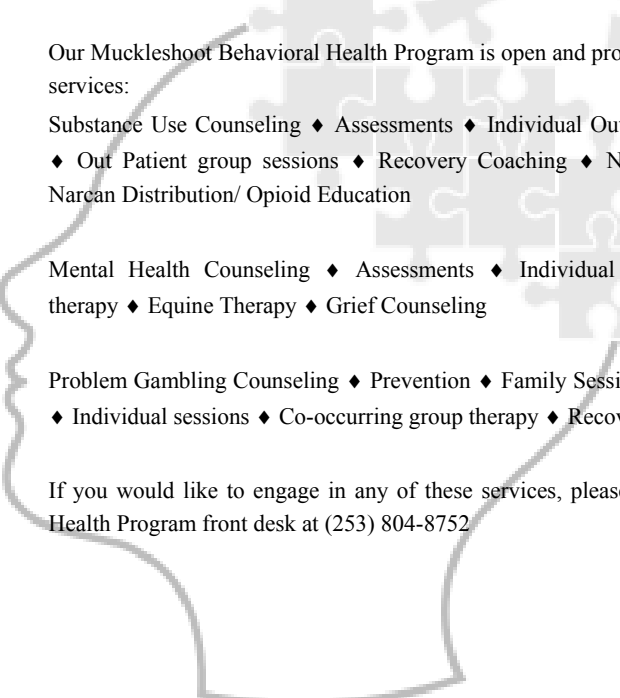 Our Muckleshoot Behavioral Health Program is open and pro
services:
Substance Use Counseling ♦ Assessments ♦ Individual Ou
♦ Out Patient group sessions ♦ Recovery Coaching ♦ N
Narcan Distribution/ Opioid Education
Mental Health Counseling ♦ Assessments ♦ Individual
therapy ♦ Equine Therapy ♦ Grief Counseling
Problem Gambling Counseling ♦ Prevention ♦ Family Sessi
♦ Individual sessions ♦ Co-occurring group therapy ♦ Recov
If you would like to engage in any of these services, please
Health Program front desk at (253) 804-8752